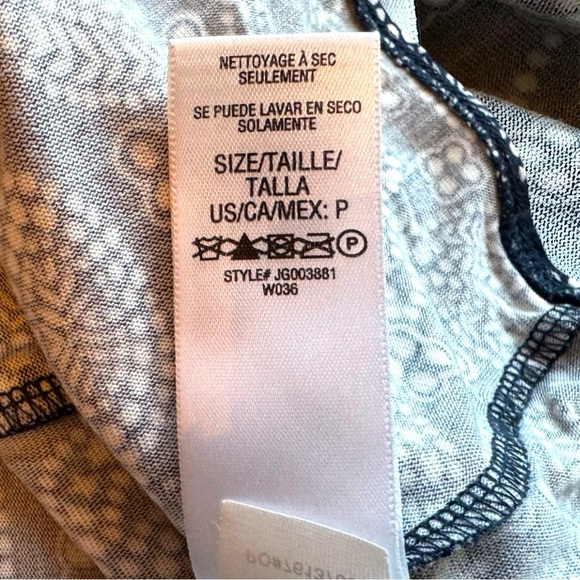 NETTOYAGE À SEC
SEULEMENT
SE PUEDE LAVAR EN SECO
SOLAMENTE
SIZE/TAILLE/
TALLA
US/CA/MEX: P
P
STYLE# JG003881
W036